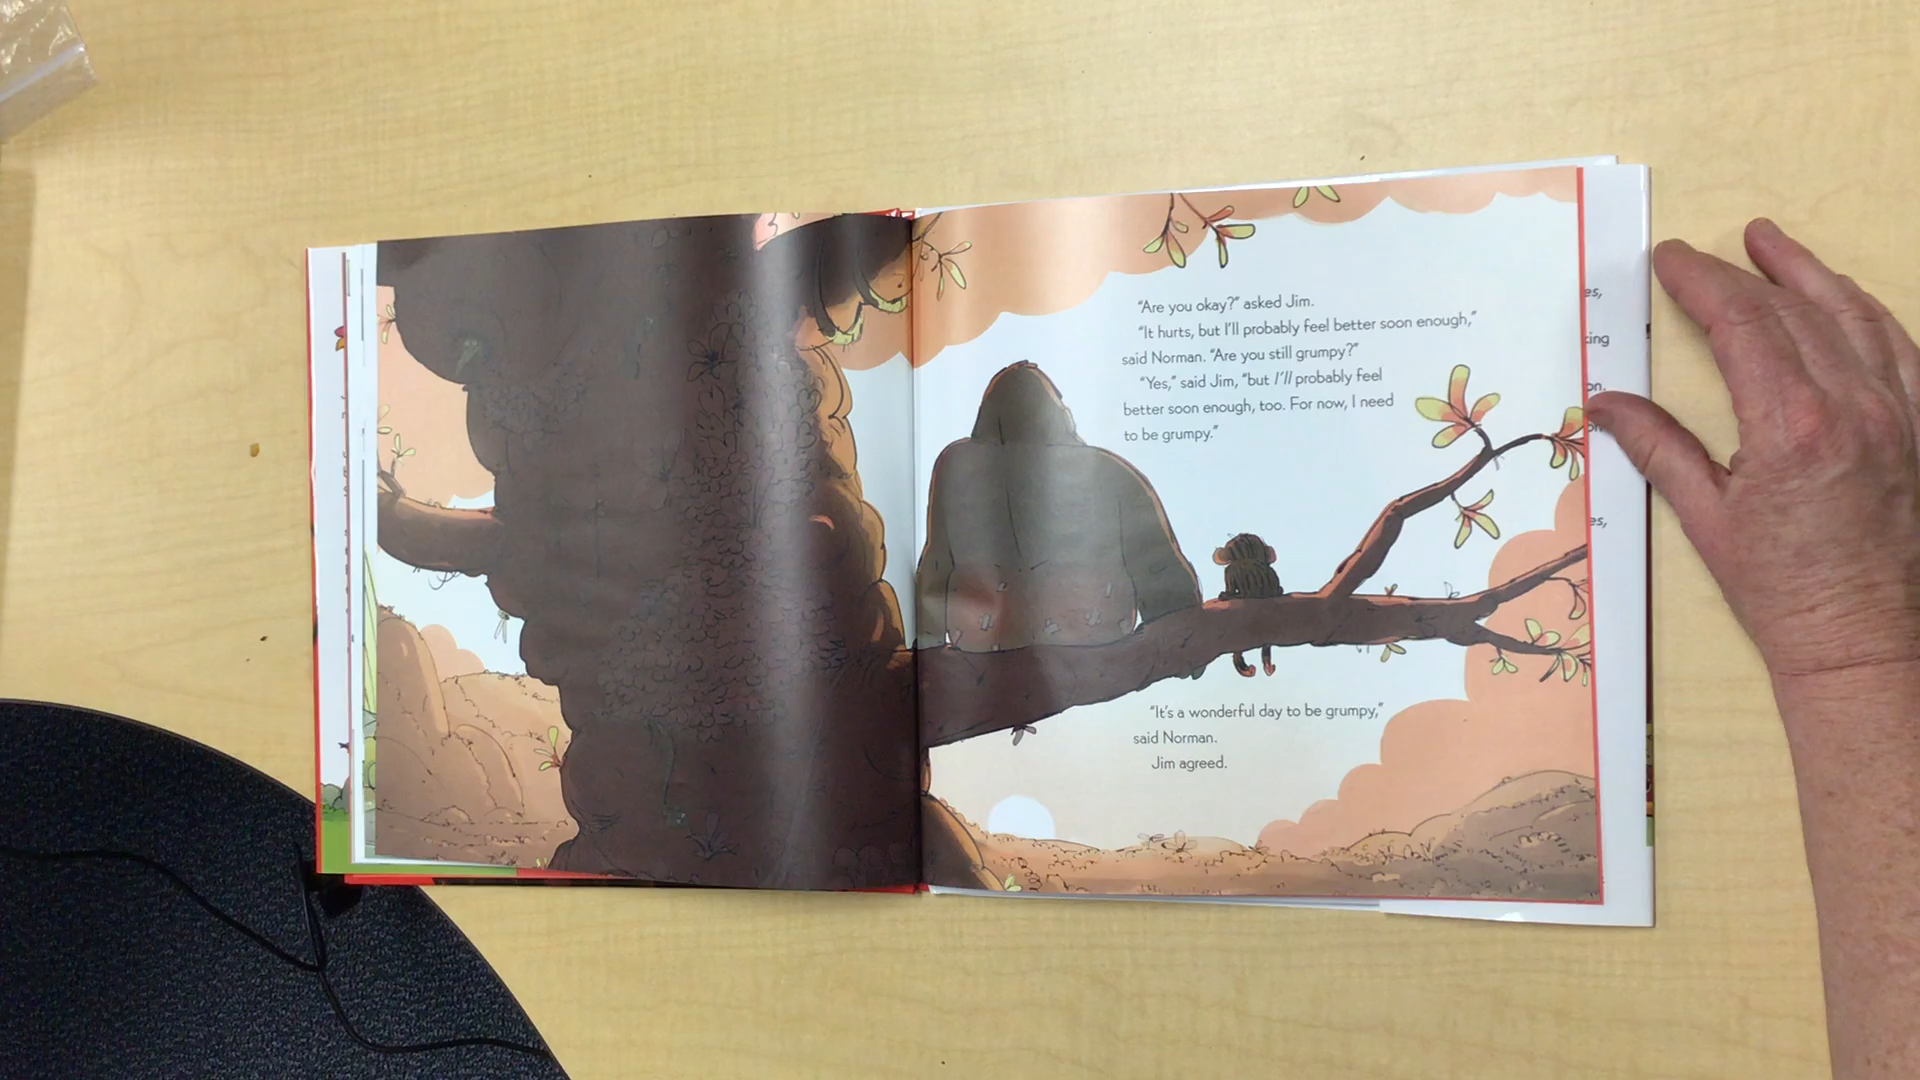 "Are you okay?" asked Jim.
"It hurts, but I'll probably feel better soon enough,"
said Norman. "Are you still grumpy?"
"Yes," said Jim, "but I'll probably feel
better soon enough, too. For now, I need
to be grumpy."
"It's a wonderful day to be grumpy,"
said Norman.
Jim agreed.